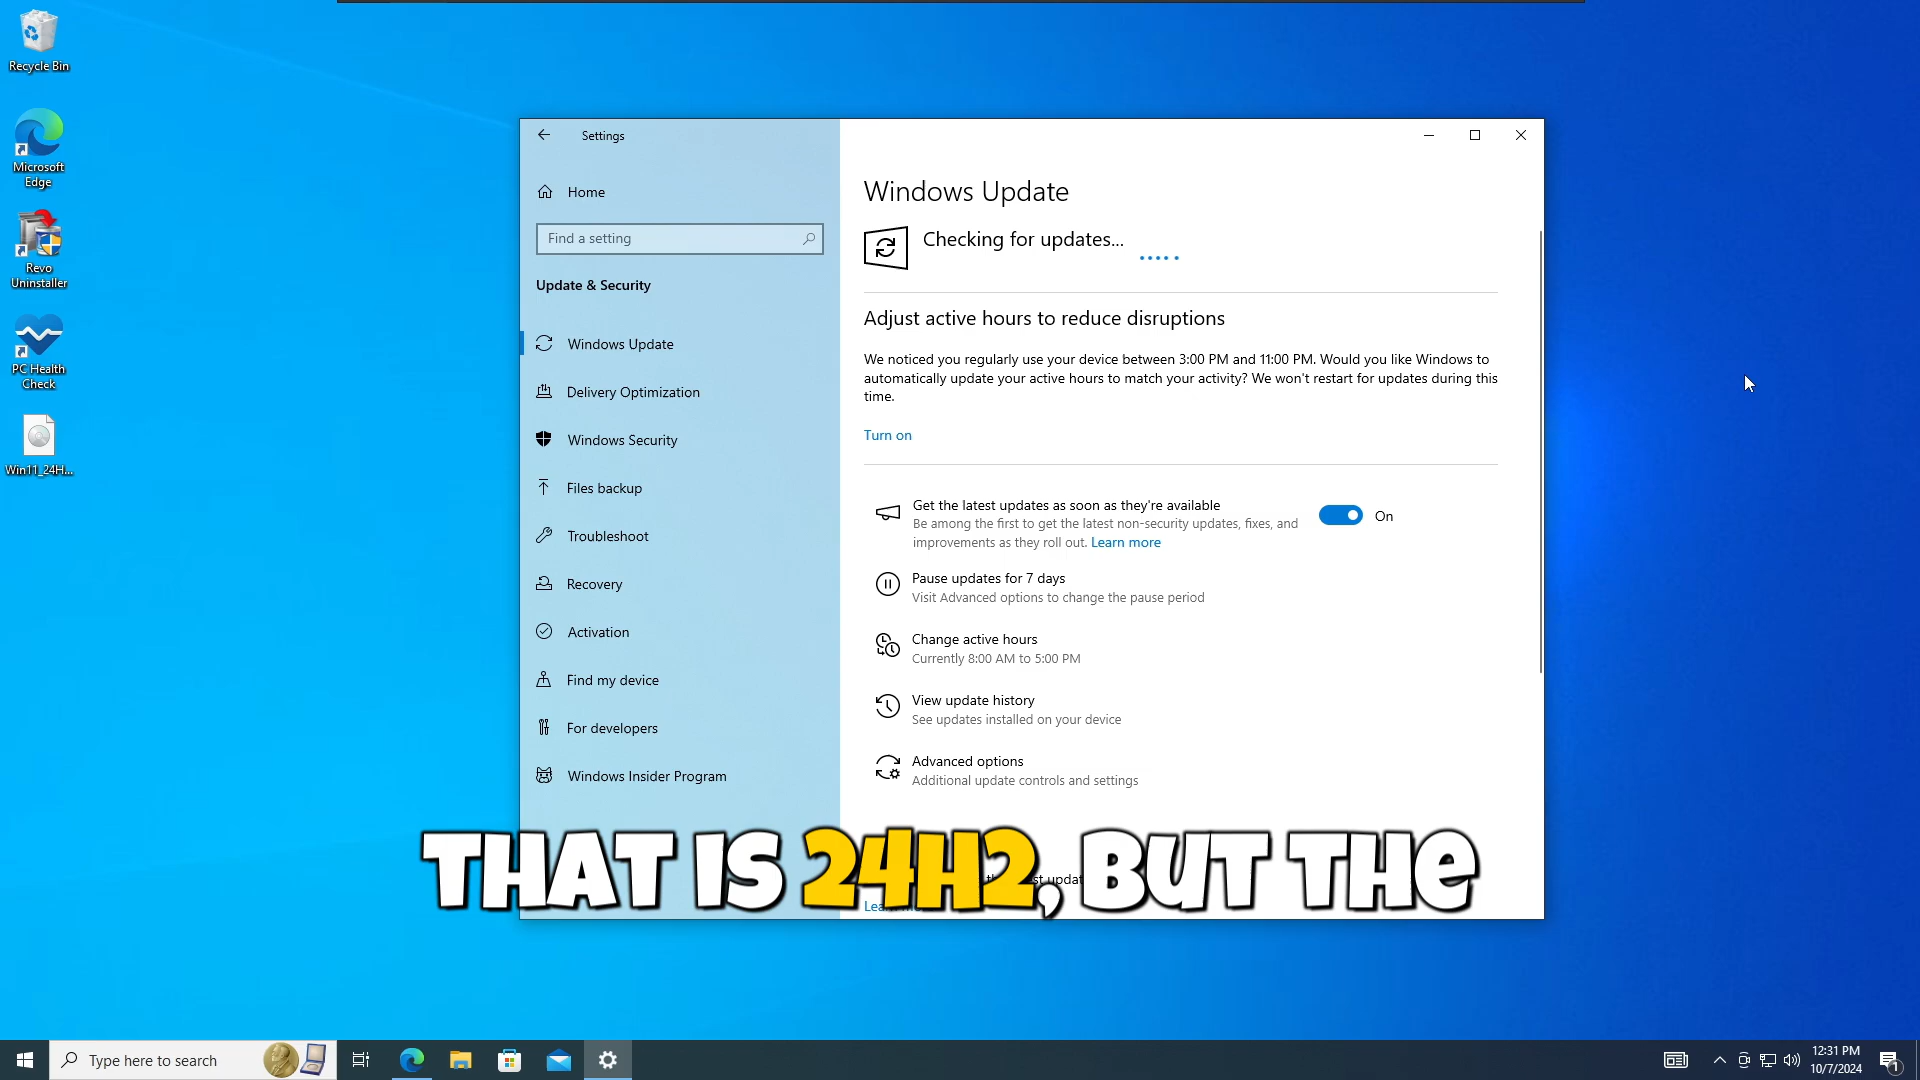 Recycle Bin
Microsoft
Edge
Revo
Uninstaller
PC Health
Check
Win11_24H...
Settings
Home
Find a setting
Update & Security
Windows Update
Delivery Optimization
Windows Security
Files backup
Troubleshoot
Recovery
Activation
Find my device
For developers
Windows Insider Program
Windows Update
Checking for updates...
Adjust active hours to reduce disruptions
We noticed you regularly use your device between 3:00 PM and 11:00 PM. Would you like Windows to
automatically update your active hours to match your activity? We won't restart for updates during this
time.
Turn on
Get the latest updates as soon as they're available
Be among the first to get the latest non-security updates, fixes, and
improvements as they roll out. Learn more
On
Pause updates for 7 days
Visit Advanced options to change the pause period
Change active hours
Currently 8:00 AM to 5:00 PM
View update history
See updates installed on your device
Advanced options
Additional update controls and settings
THAT IS 24H2, BUT THE
Type here to search
12:31 PM
10/7/2024
1